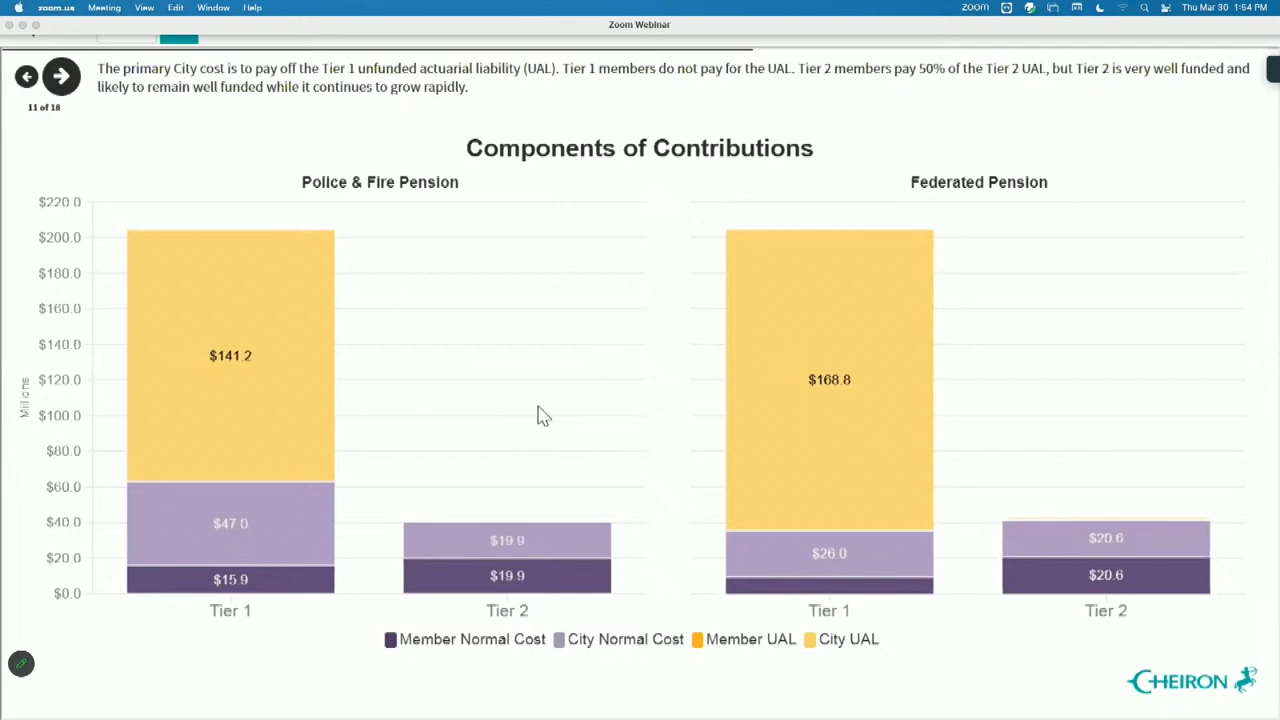 zoom.us Meeting View Edit Window Help ZOOM Thu Mar 30 1:54 PM
Zoom Webinar
The primary City cost is to pay off the Tier 1 unfunded actuarial liability (UAL). Tier 1 members do not pay for the UAL. Tier 2 members pay 50% of the Tier 2 UAL, but Tier 2 is very well funded and
likely to remain well funded while it continues to grow rapidly.
11 of 18
Components of Contributions
Police & Fire Pension Federated Pension
$220.0
$200.0
$180.0
$160.0
$140.0
$120.0
$100.0
$80.0
$60.0
$40.0
$20.0
$0.0
Millions
$141.2
$47.0
$15.9
$19.9
$19.9
$168.8
$26.0
$20.6
$20.6
Tier 1 Tier 2 Tier 1 Tier 2
Member Normal Cost City Normal Cost Member UAL City UAL
CHEIRON